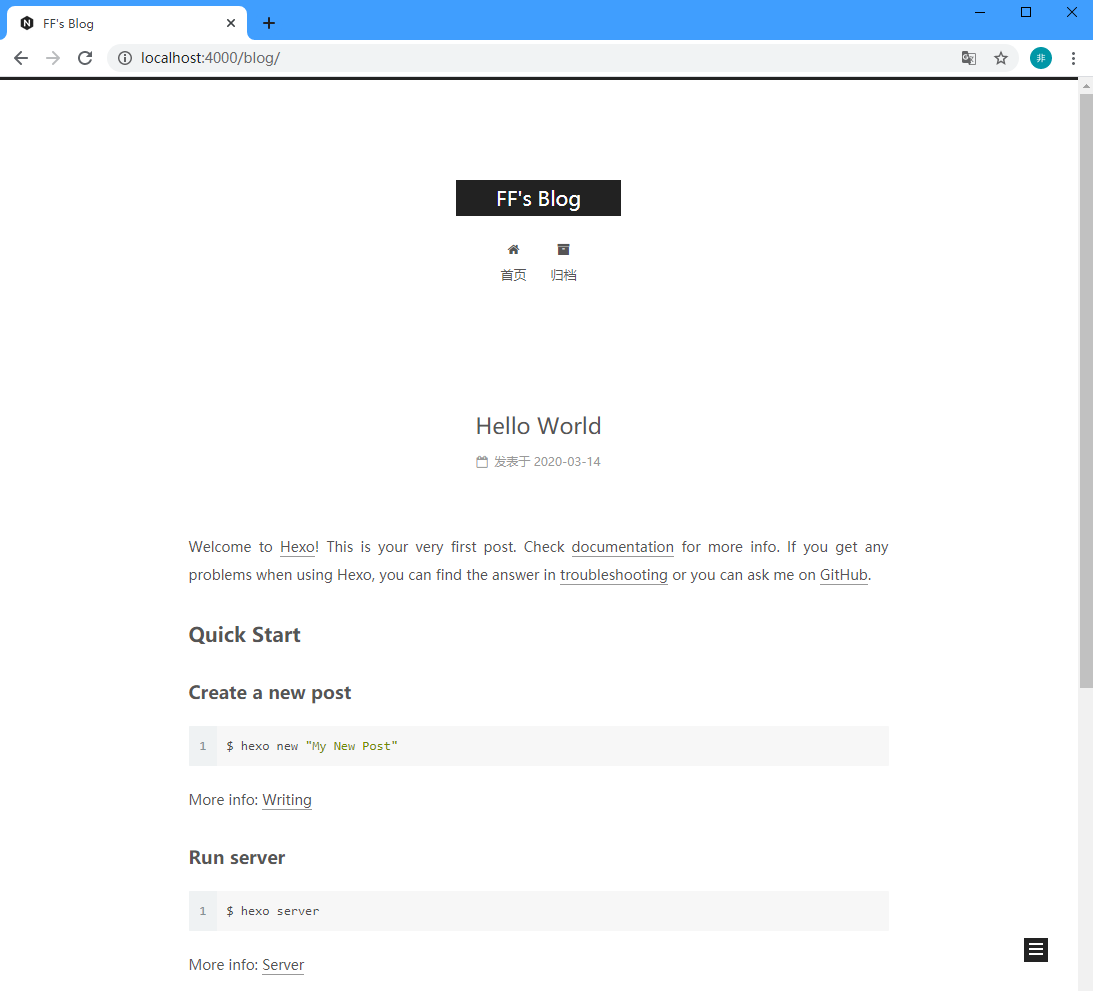 FF's Blog
localhost:4000/blog/
非
FF's Blog
首页 归档
Hello World
发表于 2020-03-14
Welcome to Hexo! This is your very first post. Check documentation for more info. If you get any
problems when using Hexo, you can find the answer in troubleshooting or you can ask me on GitHub.
Quick Start
Create a new post
1 $ hexo new "My New Post"
More info: Writing
Run server
1 $ hexo server
More info: Server